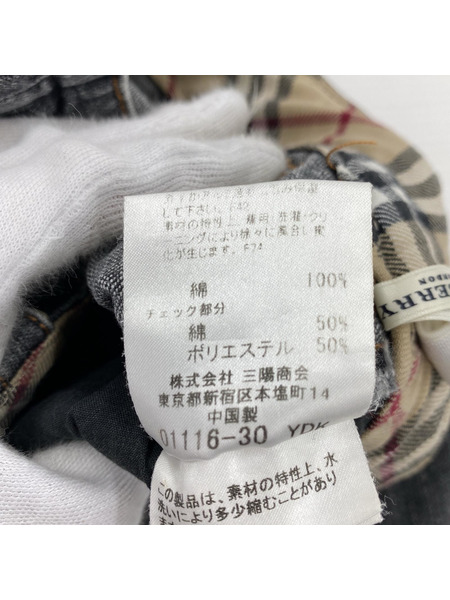 して下さい。F42
素材の特性上、着用・洗濯・クリ
ーニングにより徐々に風合い・変
化が生じます。F74
綿 100%
チェック部分
綿 50%
ポリエステル 50%
株式会社 三陽商会
東京都新宿区本塩町14
中国製
01116-30 YDK
この製品は、素材の特性上、水
洗いにより多少縮むことがあり
BERRY